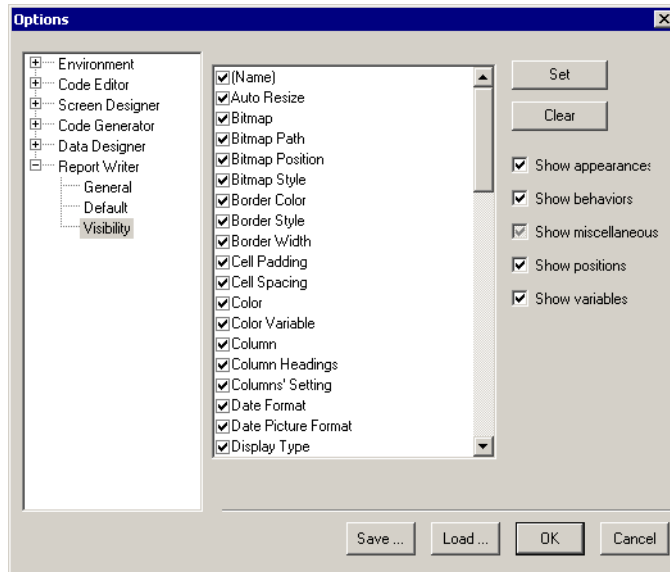 Options
Environment
Code Editor
Screen Designer
Code Generator
Data Designer
Report Writer
General
Default
Visibility
(Name)
Auto Resize
Bitmap
Bitmap Path
Bitmap Position
Bitmap Style
Border Color
Border Style
Border Width
Cell Padding
Cell Spacing
Color
Color Variable
Column
Column Headings
Columns' Setting
Date Format
Date Picture Format
Display Type
Set
Clear
Show appearances
Show behaviors
Show miscellaneous
Show positions
Show variables
Save ...
Load ...
OK
Cancel